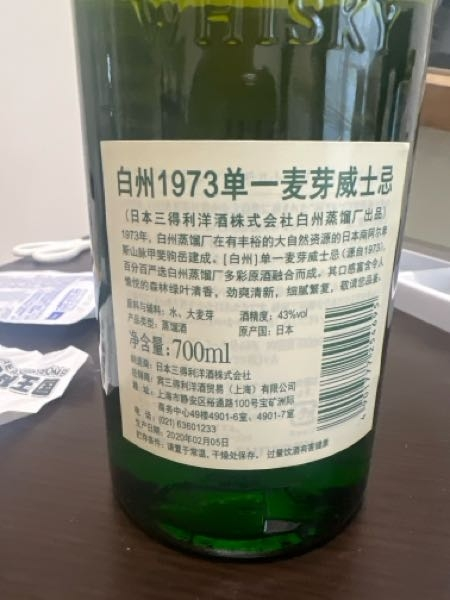 WHISKY
白州1973单一麦芽威士忌
(日本三得利洋酒株式会社白州蒸馏厂出品)
1973年，白州蒸馏厂在有丰裕的大自然资源的日本南阿尔卑
斯山脉甲斐驹岳建成。[白州]单一麦芽威士忌(源自1973),
百分百严选白州蒸馏厂多彩原酒融合而成。其口感富含令人
愉悦的森林绿叶清香，劲爽清新，细腻繁复，敬请您品鉴。
原料与辅料：水、大麦芽 酒精度：43%vol
产品类型：蒸馏酒 原产国：日本
净含量:700ml
制造商：日本三得利洋酒株式会社
经销商：宾三得利洋酒贸易（上海）有限公司
地 址：上海市静安区裕通路100号宝矿洲际
商务中心49楼4901-6室、4901-7室
电 话：(021) 63601233
生产日期：2020年02月05日
贮存条件：请置于常温、干燥处保存。 过量饮酒有害健康